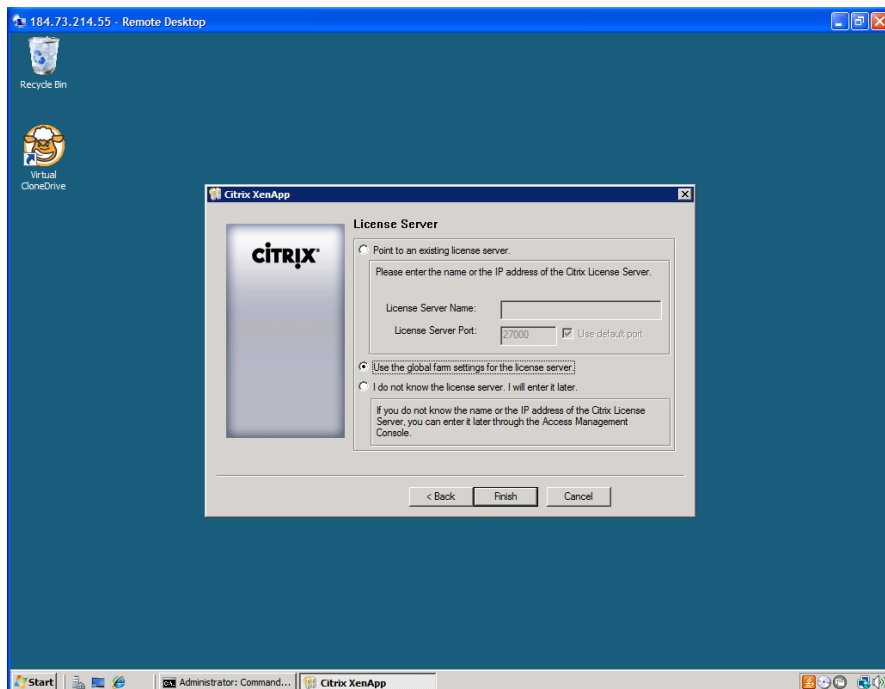 184.73.214.55 - Remote Desktop
Recycle Bin
Virtual
CloneDrive
Citrix XenApp
CITRIX
License Server
Point to an existing license server.
Please enter the name or the IP address of the Citrix License Server.
License Server Name:
License Server Port:
27000
Use default port
Use the global farm settings for the license server.
I do not know the license server. I will enter it later.
If you do not know the name or the IP address of the Citrix License
Server, you can enter it later through the Access Management
Console.
< Back
Finish
Cancel
Start
Administrator: Command...
Citrix XenApp